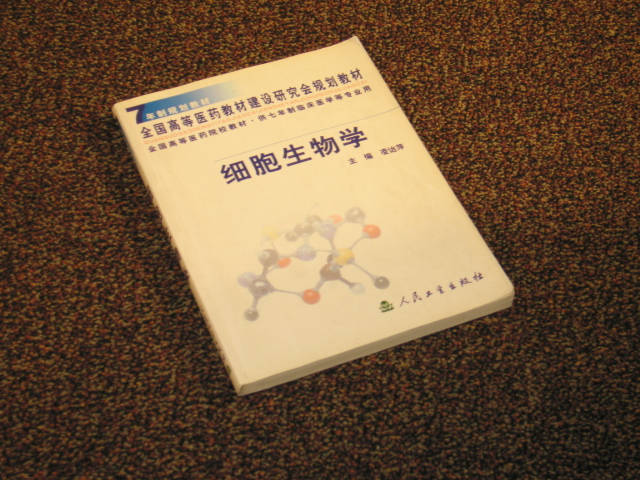 7年制规划教材
全国高等医药教材建设研究会规划教材
全国高等医药院校教材·供七年制临床医学等专业用
细胞生物学
主编 凌诒萍
人民卫生出版社